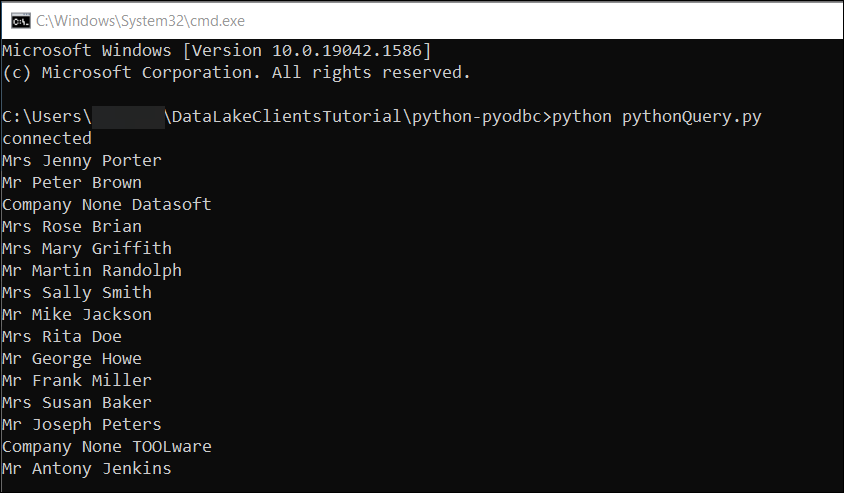 C:\Windows\System32\cmd.exe
Microsoft Windows [Version 10.0.19042.1586]
(c) Microsoft Corporation. All rights reserved.
C:\Users\ \DataLakeClientsTutorial\python-pyodbc>python pythonQuery.py
connected
Mrs Jenny Porter
Mr Peter Brown
Company None Datasoft
Mrs Rose Brian
Mrs Mary Griffith
Mr Martin Randolph
Mrs Sally Smith
Mr Mike Jackson
Mrs Rita Doe
Mr George Howe
Mr Frank Miller
Mrs Susan Baker
Mr Joseph Peters
Company None TOOLware
Mr Antony Jenkins